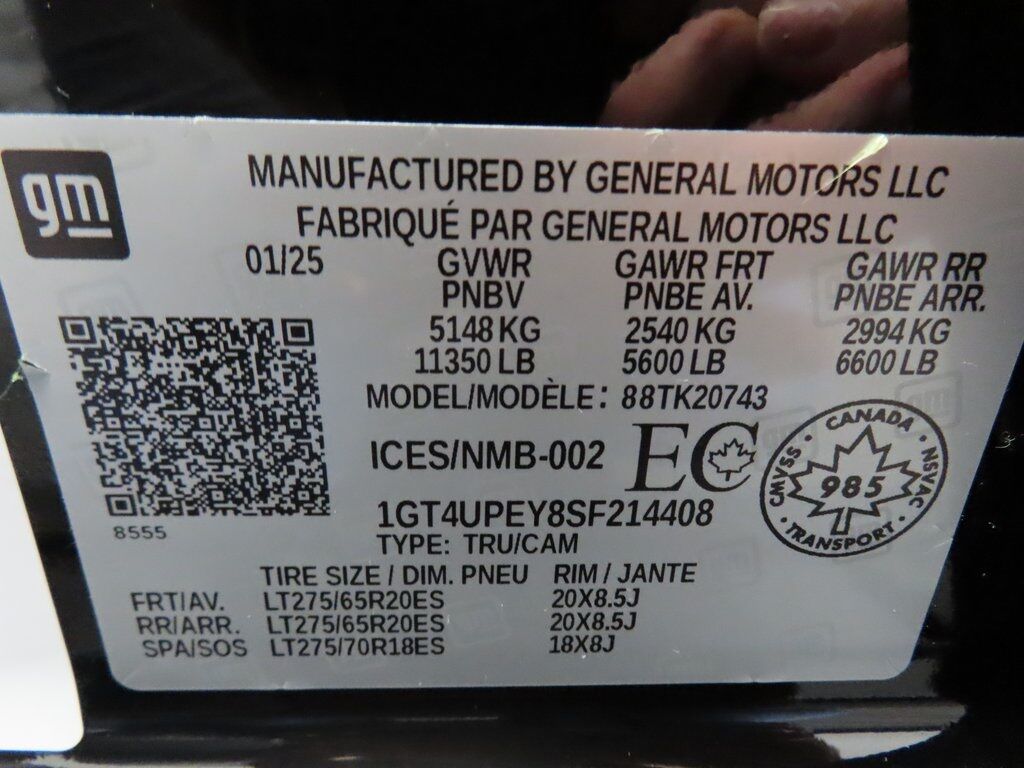 gm
MANUFACTURED BY GENERAL MOTORS LLC
FABRIQUÉ PAR GENERAL MOTORS LLC
01/25 GVWR GAWR FRT GAWR RR
PNBV PNBE AV. PNBE ARR.
5148 KG 2540 KG 2994 KG
11350 LB 5600 LB 6600 LB
MODEL/MODÈLE: 88TK20743
ICES/NMB-002 EC
CANADA
CMVSS 985 NSVAC
TRANSPORT
1GT4UPEY8SF214408
8555
TYPE: TRU/CAM
TIRE SIZE / DIM. PNEU RIM / JANTE
FRT/AV. LT275/65R20ES 20X8.5J
RR/ARR. LT275/65R20ES 20X8.5J
SPA/SOS LT275/70R18ES 18X8J